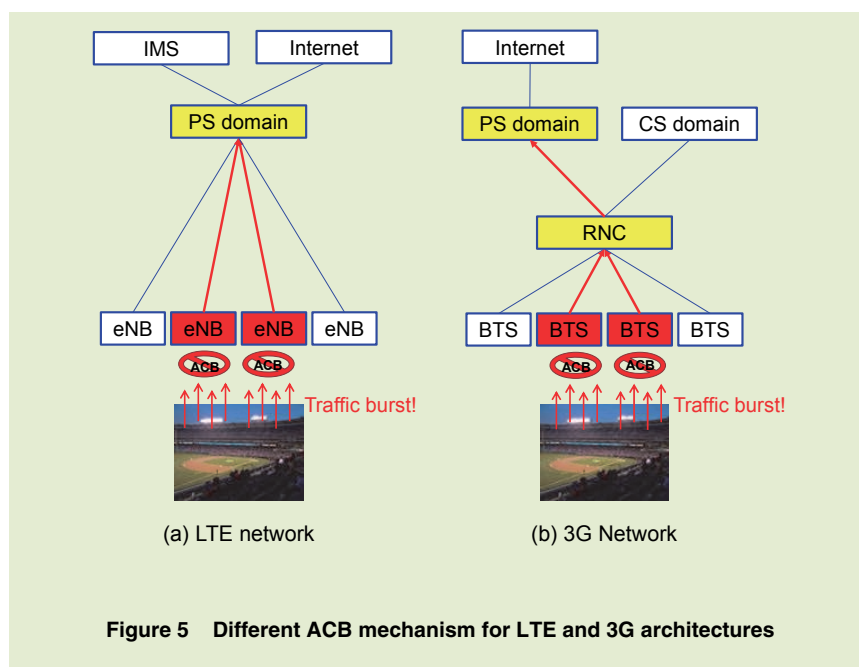 IMS
Internet
PS domain
eNB
eNB
eNB
eNB
ACB
ACB
Traffic burst!
(a) LTE network
Internet
PS domain
CS domain
RNC
BTS
BTS
BTS
BTS
ACB
ACB
Traffic burst!
(b) 3G Network
Figure 5 Different ACB mechanism for LTE and 3G architectures